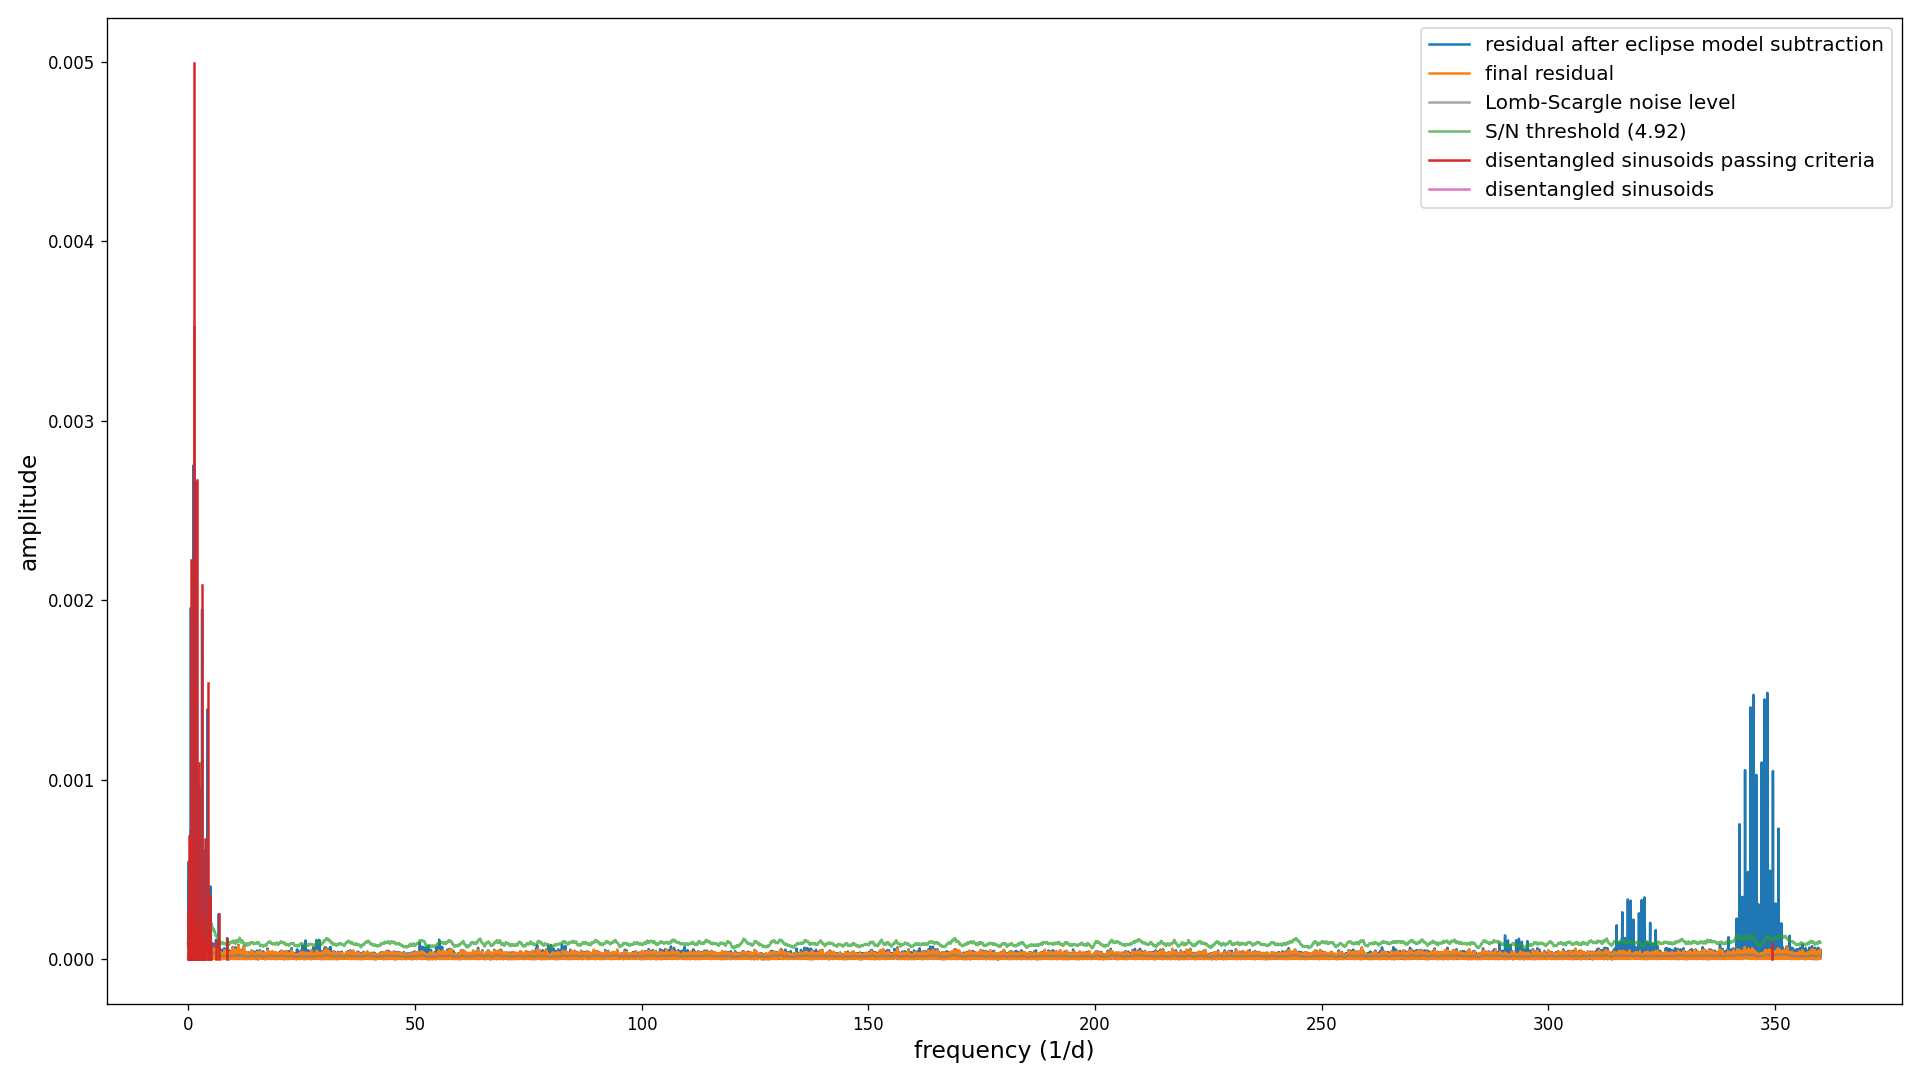 residual after eclipse model subtraction
final residual
Lomb-Scargle noise level
S/N threshold (4.92)
disentangled sinusoids passing criteria
disentangled sinusoids
0.005
0.004
0.003
0.002
0.001
0.000
amplitude
0 50 100 150 200 250 300 350
frequency (1/d)